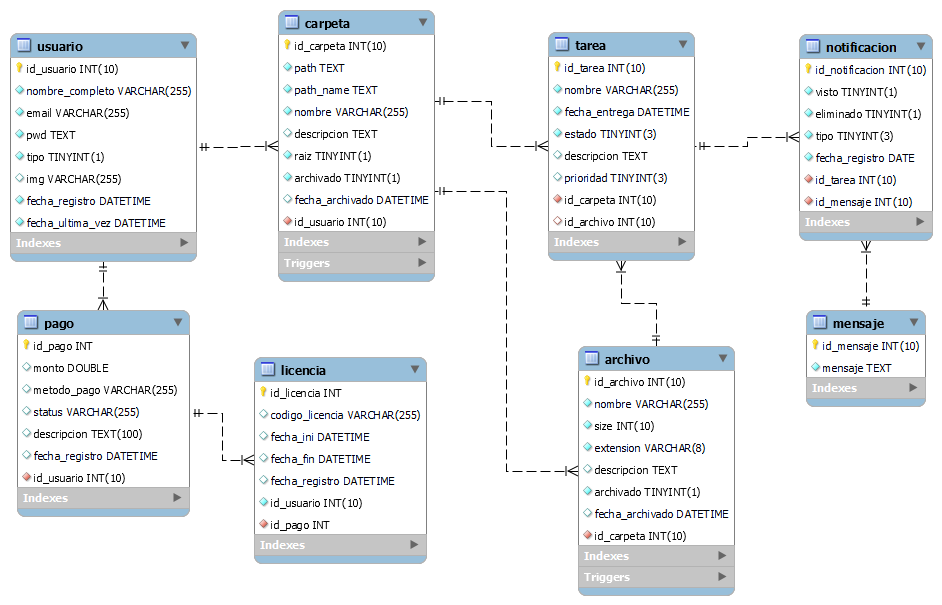 usuario
id_usuario INT(10)
nombre_completo VARCHAR(255)
email VARCHAR(255)
pwd TEXT
tipo TINYINT(1)
img VARCHAR(255)
fecha_registro DATETIME
fecha_ultima_vez DATETIME
Indexes
carpeta
id_carpeta INT(10)
path TEXT
path_name TEXT
nombre VARCHAR(255)
descripcion TEXT
raiz TINYINT(1)
archivado TINYINT(1)
fecha_archivado DATETIME
id_usuario INT(10)
Indexes
Triggers
tarea
id_tarea INT(10)
nombre VARCHAR(255)
fecha_entrega DATETIME
estado TINYINT(3)
descripcion TEXT
prioridad TINYINT(3)
id_carpeta INT(10)
id_archivo INT(10)
Indexes
notificacion
id_notificacion INT(10)
visto TINYINT(1)
eliminado TINYINT(1)
tipo TINYINT(3)
fecha_registro DATE
id_tarea INT(10)
id_mensaje INT(10)
Indexes
pago
id_pago INT
monto DOUBLE
metodo_pago VARCHAR(255)
status VARCHAR(255)
descripcion TEXT(100)
fecha_registro DATETIME
id_usuario INT(10)
Indexes
licencia
id_licencia INT
codigo_licencia VARCHAR(255)
fecha_ini DATETIME
fecha_fin DATETIME
fecha_registro DATETIME
id_usuario INT(10)
id_pago INT
Indexes
archivo
id_archivo INT(10)
nombre VARCHAR(255)
size INT(10)
extension VARCHAR(8)
descripcion TEXT
archivado TINYINT(1)
fecha_archivado DATETIME
id_carpeta INT(10)
Indexes
Triggers
mensaje
id_mensaje INT(10)
mensaje TEXT
Indexes